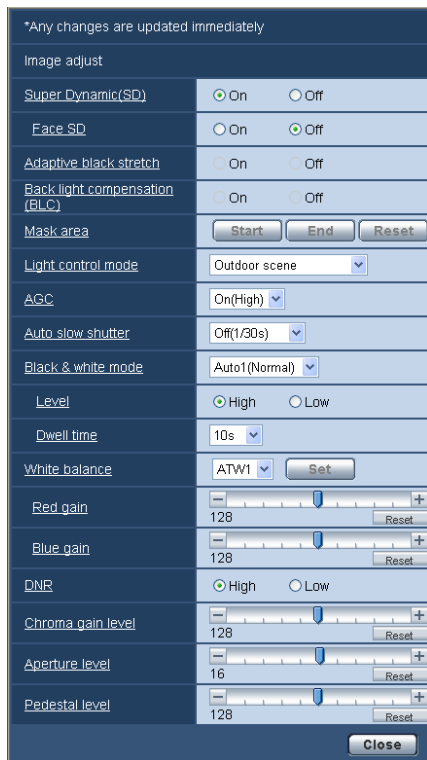 *Any changes are updated immediately
Image adjust
Super Dynamic(SD) On Off
Face SD On Off
Adaptive black stretch On Off
Back light compensation
(BLC) On Off
Mask area Start End Reset
Light control mode Outdoor scene
AGC On(High)
Auto slow shutter Off(1/30s)
Black & white mode Auto1(Normal)
Level High Low
Dwell time 10s
White balance ATW1 Set
Red gain - +
128 Reset
Blue gain - +
128 Reset
DNR High Low
Chroma gain level - +
128 Reset
Aperture level - +
16 Reset
Pedestal level - +
128 Reset
Close